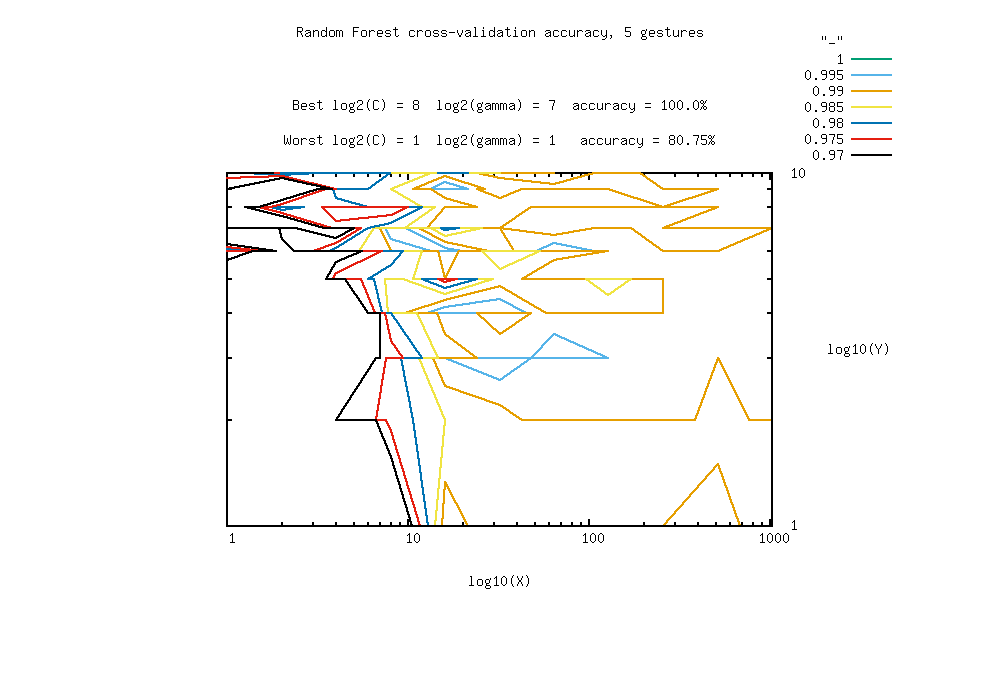 Random Forest cross-validation accuracy, 5 gestures
"_"
1
0.995
0.99
0.985
0.98
0.975
0.97
Best log2(C) = 8  log2(gamma) = 7  accuracy = 100.0%
Worst log2(C) = 1  log2(gamma) = 1   accuracy = 80.75%
10
log10(Y)
1
1 10 100 1000
log10(X)